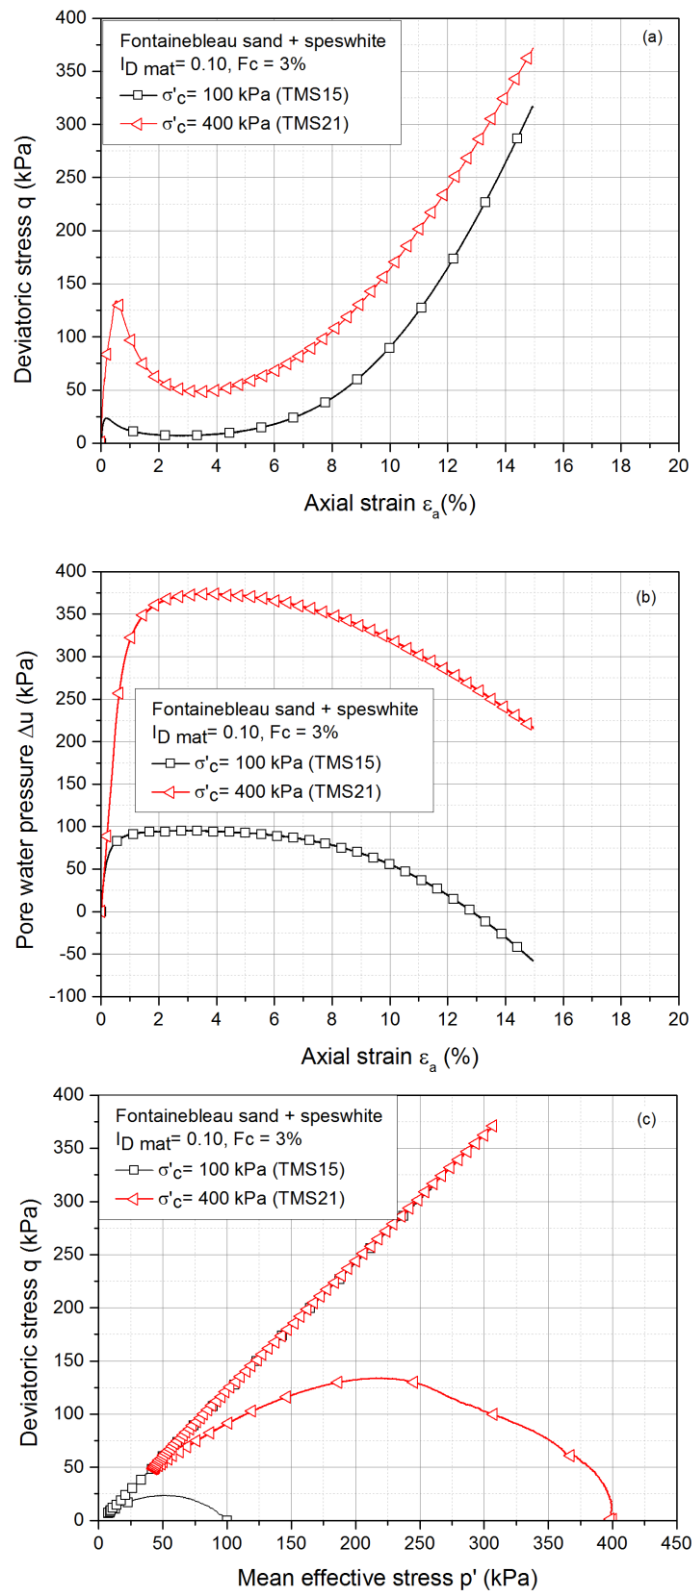 400
350
300
250
200
150
100
50
0
Deviatoric stress q (kPa)
(a)
Fontainebleau sand + speswhite
I_D mat= 0.10, Fc = 3%
σ'c= 100 kPa (TMS15)
σ'c= 400 kPa (TMS21)
0 2 4 6 8 10 12 14 16 18 20
Axial strain ε_a(%)
400
350
300
250
200
150
100
50
0
-50
-100
Pore water pressure Δu (kPa)
(b)
Fontainebleau sand + speswhite
I_D mat= 0.10, Fc = 3%
σ'c= 100 kPa (TMS15)
σ'c= 400 kPa (TMS21)
0 2 4 6 8 10 12 14 16 18 20
Axial strain ε_a (%)
400
350
300
250
200
150
100
50
0
Deviatoric stress q (kPa)
(c)
Fontainebleau sand + speswhite
I_D mat= 0.10, Fc = 3%
σ'c= 100 kPa (TMS15)
σ'c= 400 kPa (TMS21)
0 50 100 150 200 250 300 350 400 450
Mean effective stress p' (kPa)